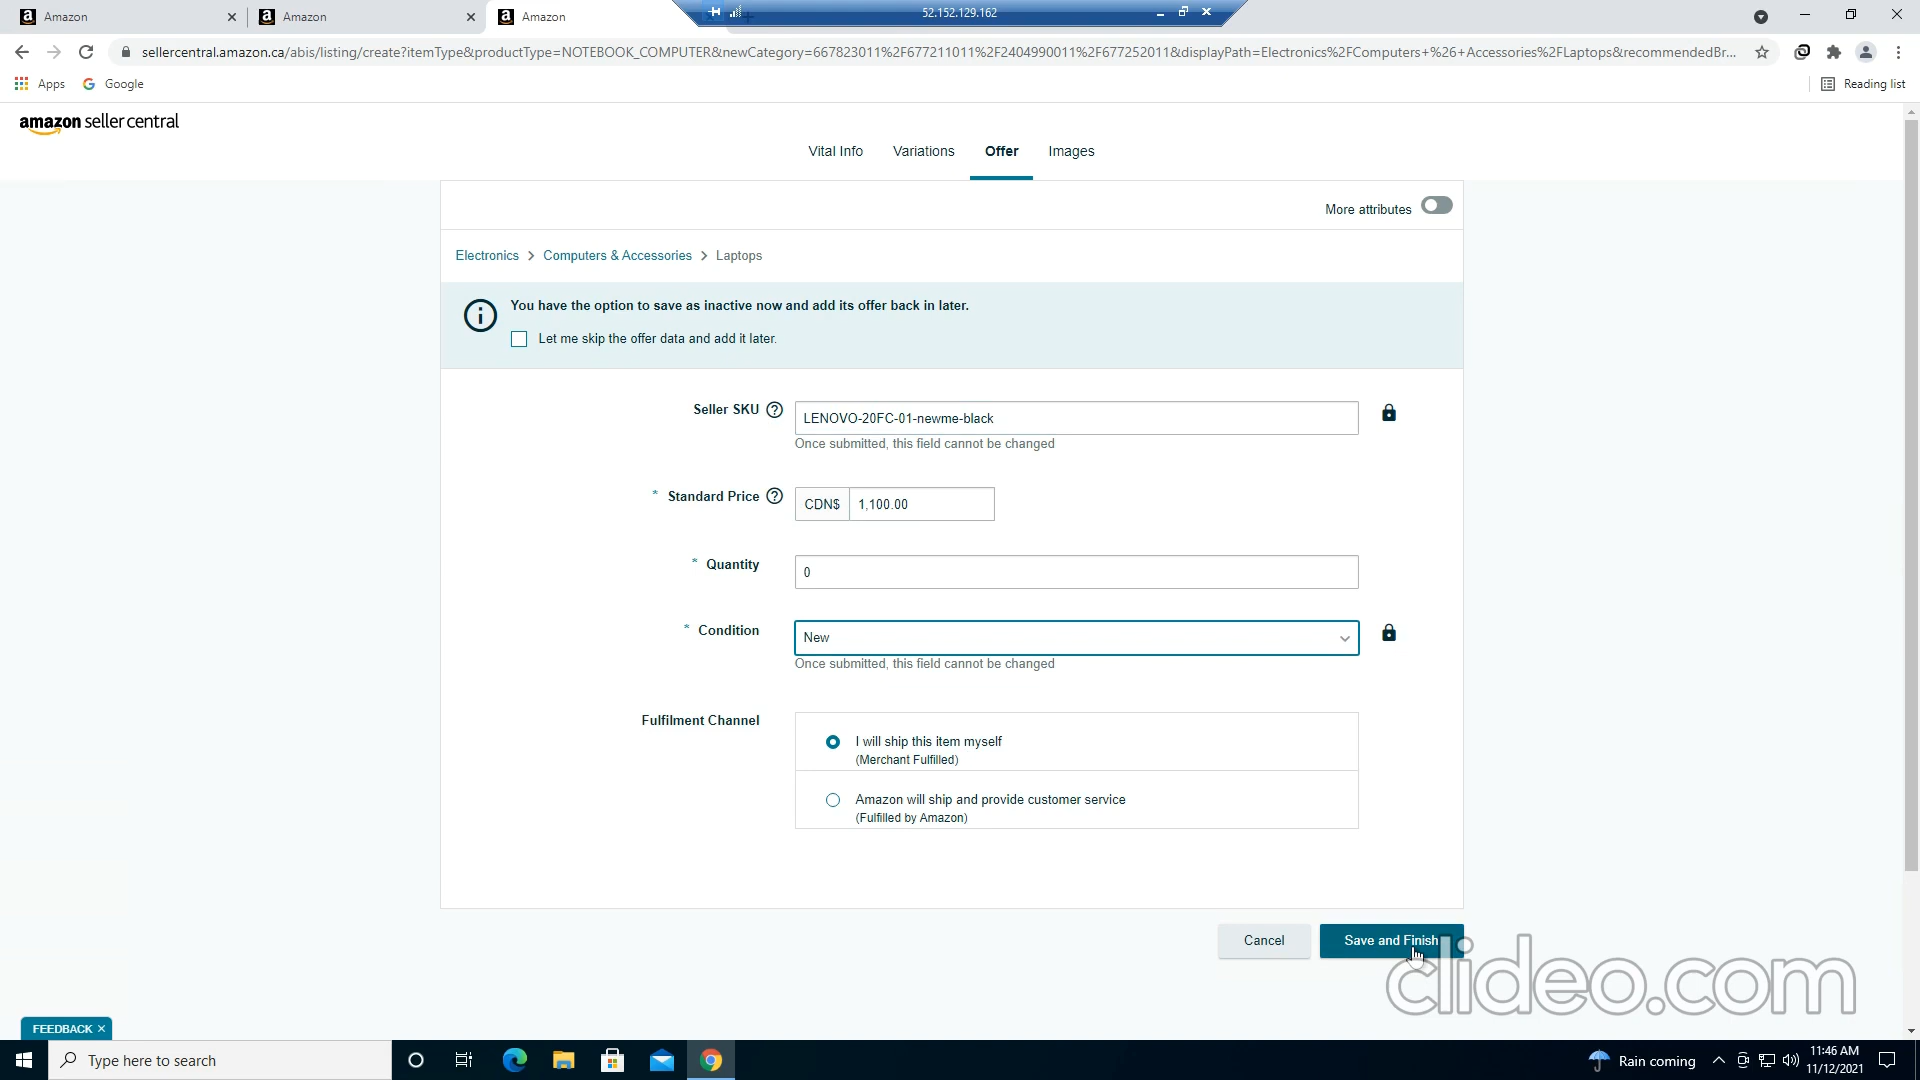 Amazon
Amazon
Amazon
52.152.129.162
sellercentral.amazon.ca/abis/listing/create?itemType&productType=NOTEBOOK_COMPUTER&newCategory=667823011%2F677211011%2F2404990011%2F677252011&displayPath=Electronics%2FComputers+%26+Accessories%2FLaptops&recommendedBr...
Apps
Google
Reading list
amazon seller central
Vital Info
Variations
Offer
Images
More attributes
Electronics > Computers & Accessories > Laptops
You have the option to save as inactive now and add its offer back in later.
Let me skip the offer data and add it later.
Seller SKU
LENOVO-20FC-01-newme-black
Once submitted, this field cannot be changed
* Standard Price
CDN$ 1,100.00
* Quantity
0
* Condition
New
Once submitted, this field cannot be changed
Fulfilment Channel
I will ship this item myself
(Merchant Fulfilled)
Amazon will ship and provide customer service
(Fulfilled by Amazon)
Cancel
Save and Finish
clideo.com
FEEDBACK
Type here to search
Rain coming
11:46 AM
11/12/2021